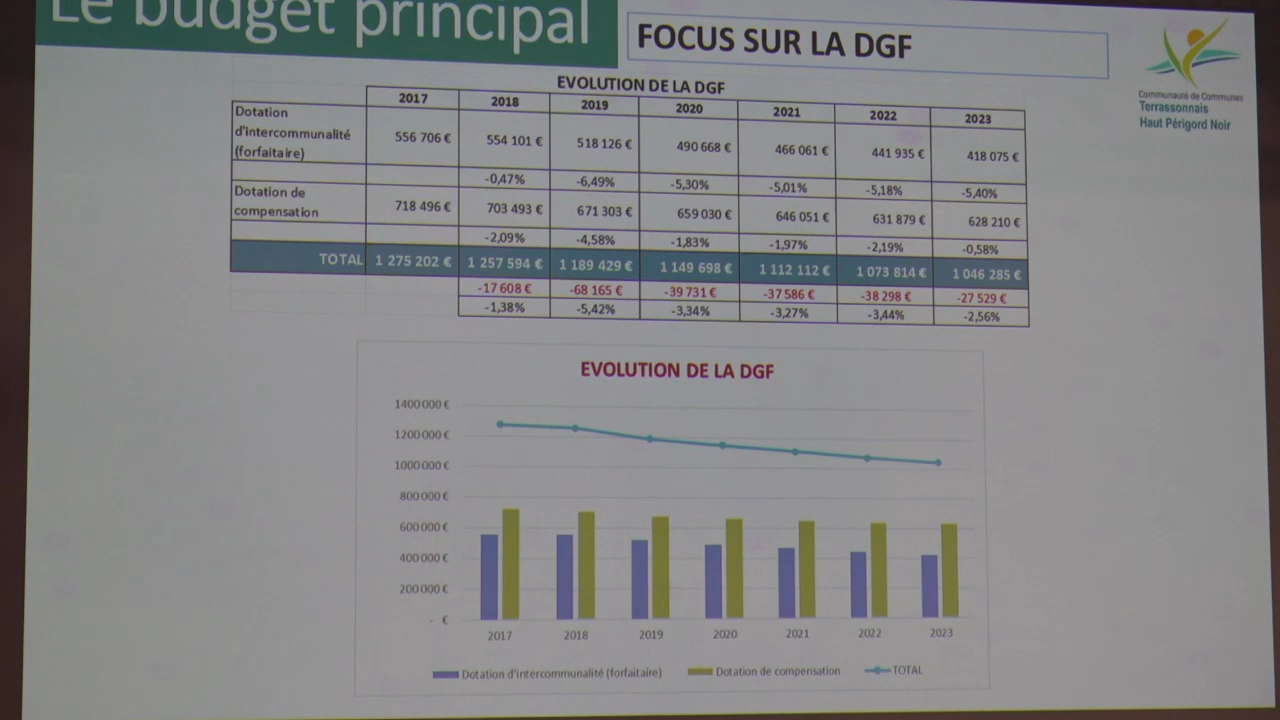 Le budget principal
FOCUS SUR LA DGF
Communauté de Communes
Terrassonnais
Haut Périgord Noir
EVOLUTION DE LA DGF
2017 2018 2019 2020 2021 2022 2023
Dotation
d'intercommunalité
(forfaitaire)
556 706 € 554 101 € 518 126 € 490 668 € 466 061 € 441 935 € 418 075 €
-0,47% -6,49% -5,30% -5,01% -5,18% -5,40%
Dotation de
compensation
718 496 € 703 493 € 671 303 € 659 030 € 646 051 € 631 879 € 628 210 €
-2,09% -4,58% -1,83% -1,97% -2,19% -0,58%
TOTAL 1 275 202 € 1 257 594 € 1 189 429 € 1 149 698 € 1 112 112 € 1 073 814 € 1 046 285 €
-17 608 € -68 165 € -39 731 € -37 586 € -38 298 € -27 529 €
-1,38% -5,42% -3,34% -3,27% -3,44% -2,56%
EVOLUTION DE LA DGF
1400 000 €
1200 000 €
1000 000 €
800 000 €
600 000 €
400 000 €
200 000 €
- €
2017 2018 2019 2020 2021 2022 2023
Dotation d'intercommunalité (forfaitaire) Dotation de compensation TOTAL